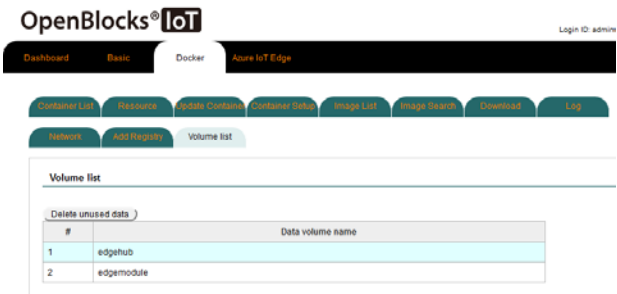 OpenBlocks® IoT
Login ID: admin
Dashboard Basic Docker Azure IoT Edge
Container List Resource Update Container Container Setup Image List Image Search Download Log
Network Add Registry Volume list
Volume list
Delete unused data )
# Data volume name
1 edgehub
2 edgemodule